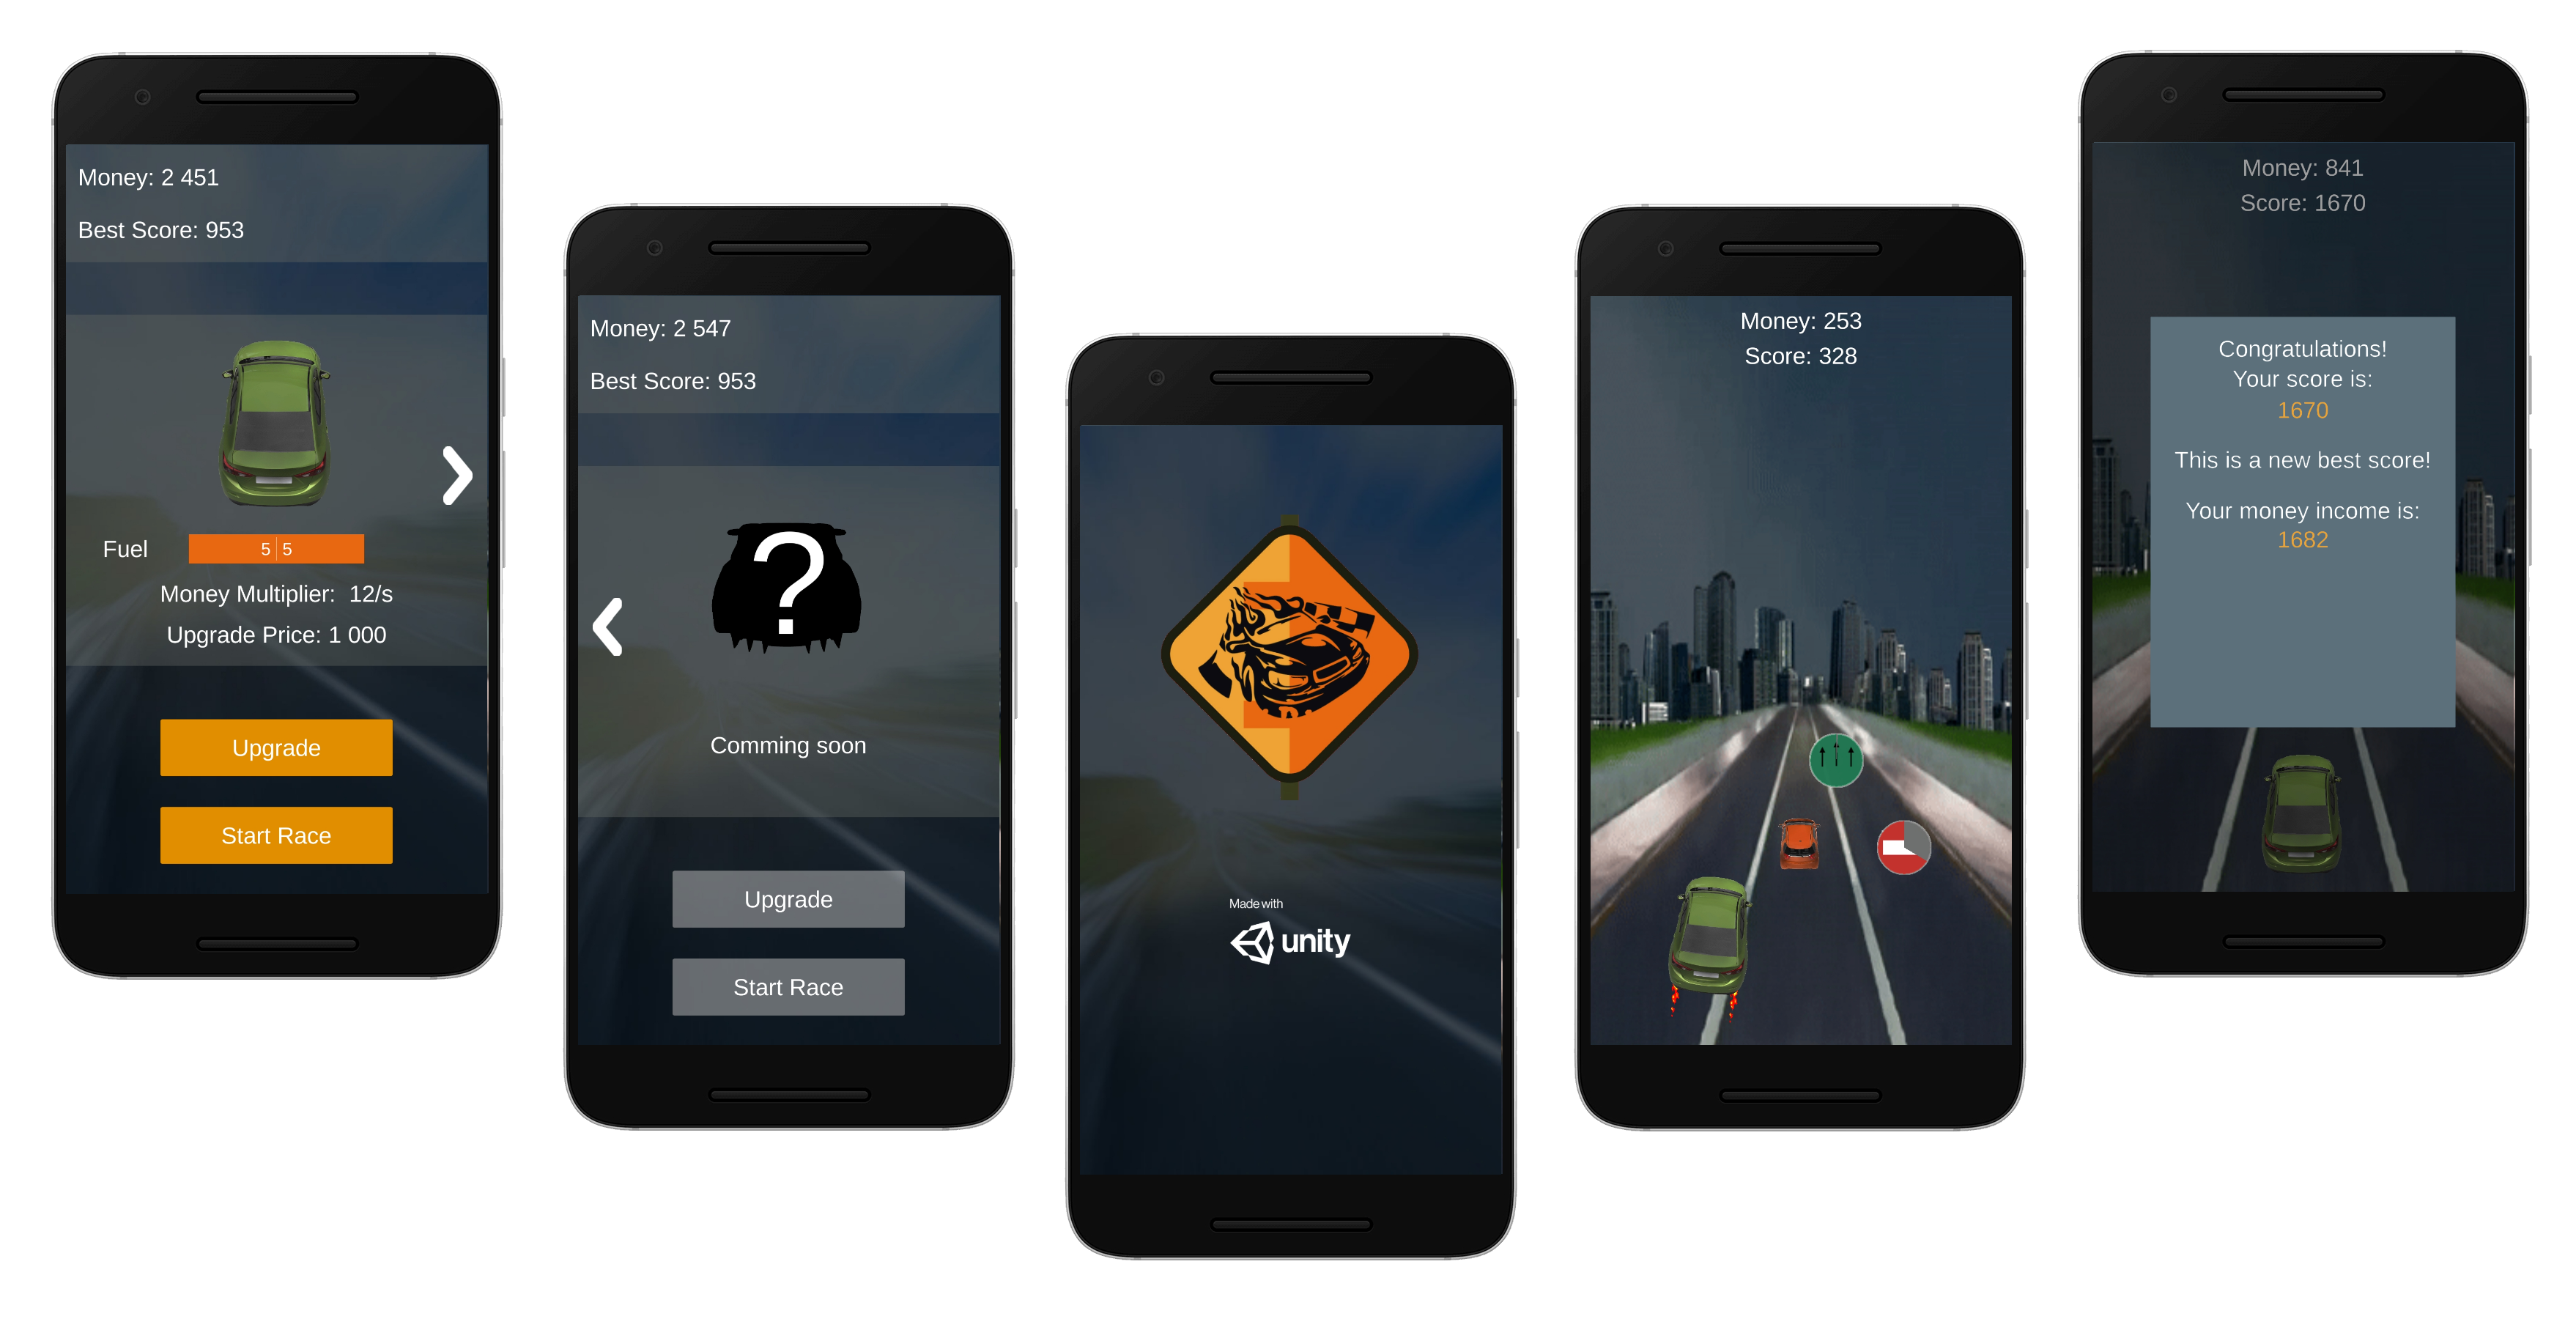 Money: 2 451
Best Score: 953
Fuel
5 5
Money Multiplier: 12/s
Upgrade Price: 1 000
Upgrade
Start Race
Money: 2 547
Best Score: 953
?
Comming soon
Upgrade
Start Race
Made with
unity
Money: 253
Score: 328
Money: 841
Score: 1670
Congratulations!
Your score is:
1670
This is a new best score!
Your money income is:
1682